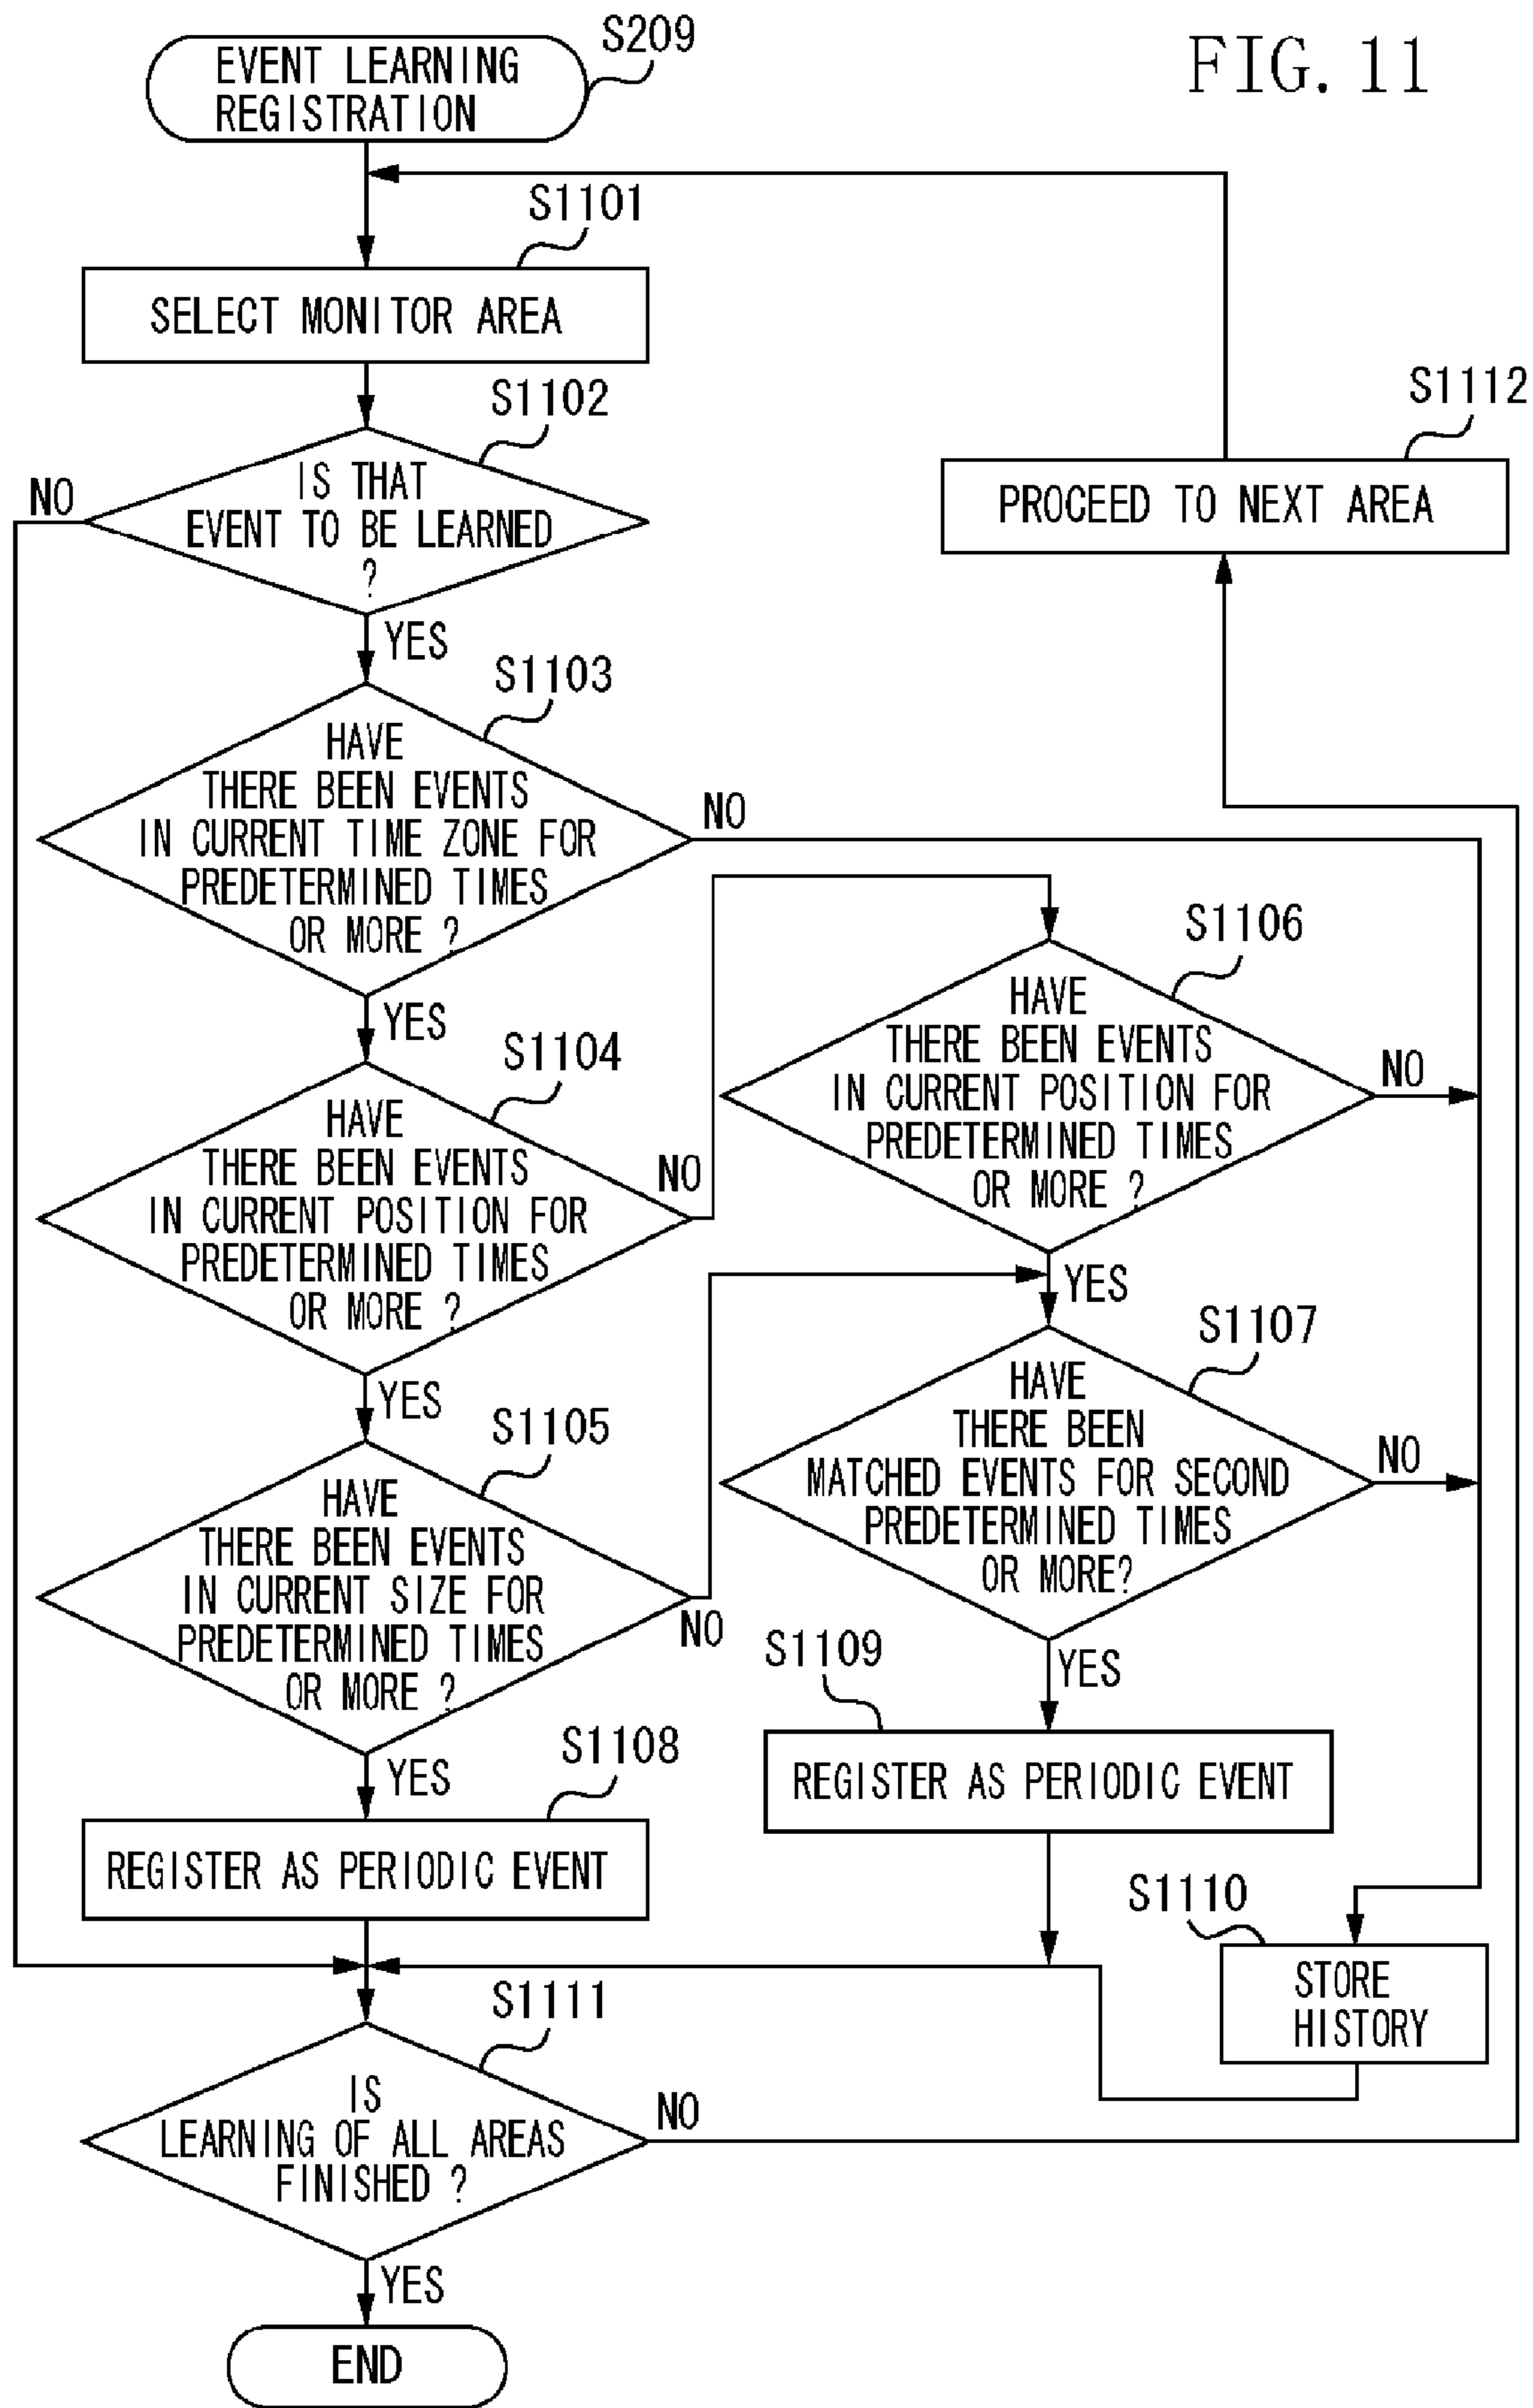 FIG. 11
S209
EVENT LEARNING
REGISTRATION
S1101
SELECT MONITOR AREA
S1102
IS THAT
EVENT TO BE LEARNED
?
NO
YES
S1112
PROCEED TO NEXT AREA
S1103
HAVE
THERE BEEN EVENTS
IN CURRENT TIME ZONE FOR
PREDETERMINED TIMES
OR MORE ?
NO
YES
S1104
HAVE
THERE BEEN EVENTS
IN CURRENT POSITION FOR
PREDETERMINED TIMES
OR MORE ?
NO
YES
S1106
HAVE
THERE BEEN EVENTS
IN CURRENT POSITION FOR
PREDETERMINED TIMES
OR MORE ?
NO
YES
S1105
HAVE
THERE BEEN EVENTS
IN CURRENT SIZE FOR
PREDETERMINED TIMES
OR MORE ?
NO
YES
S1107
HAVE
THERE BEEN
MATCHED EVENTS FOR SECOND
PREDETERMINED TIMES
OR MORE?
NO
YES
S1108
REGISTER AS PERIODIC EVENT
S1109
REGISTER AS PERIODIC EVENT
S1110
STORE
HISTORY
S1111
IS
LEARNING OF ALL AREAS
FINISHED ?
NO
YES
END